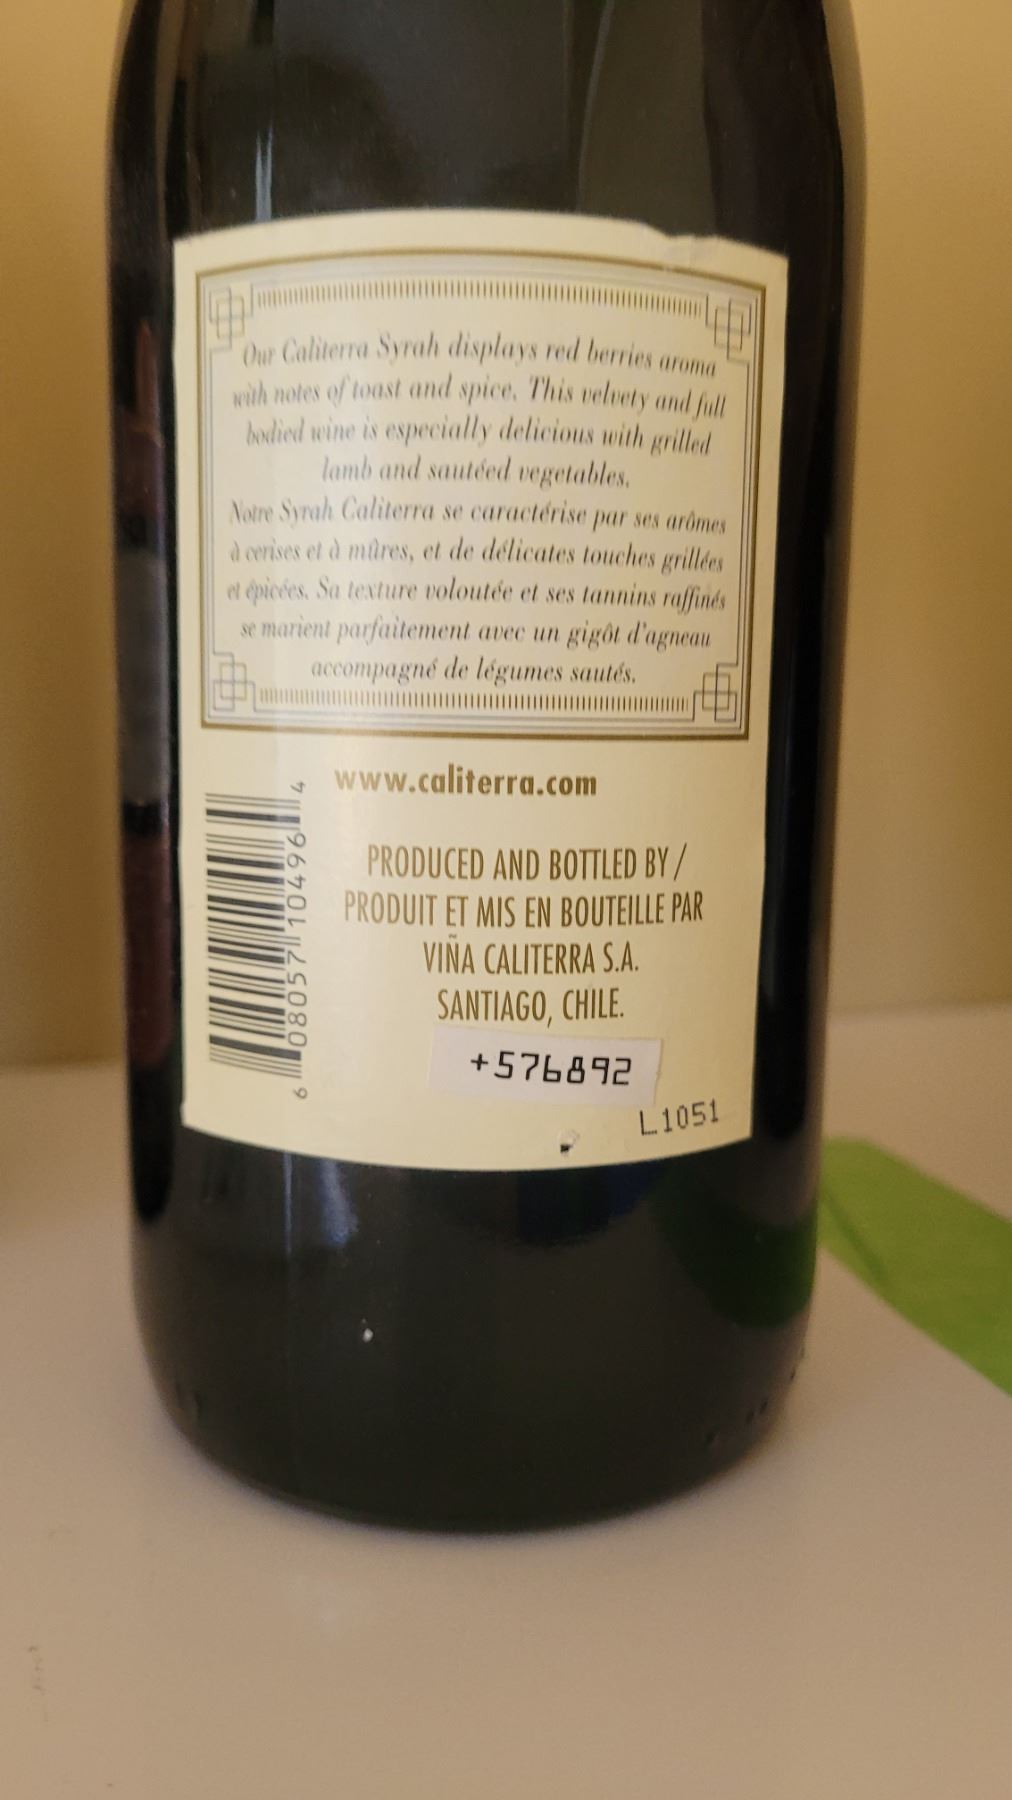 Our Caliterra Syrah displays red berries aroma
with notes of toast and spice. This velvety and full
bodied wine is especially delicious with grilled
lamb and sautéed vegetables.
Notre Syrah Caliterra se caractérise par ses arômes
à cerises et à mûres, et de délicates touches grillées
et épicées. Sa texture voloutée et ses tannins raffinés
se marient parfaitement avec un gigôt d'agneau
accompagné de légumes sautés.
www.caliterra.com
6 08057 10496 4
PRODUCED AND BOTTLED BY /
PRODUIT ET MIS EN BOUTEILLE PAR
VIÑA CALITERRA S.A.
SANTIAGO, CHILE.
+576892
L1051